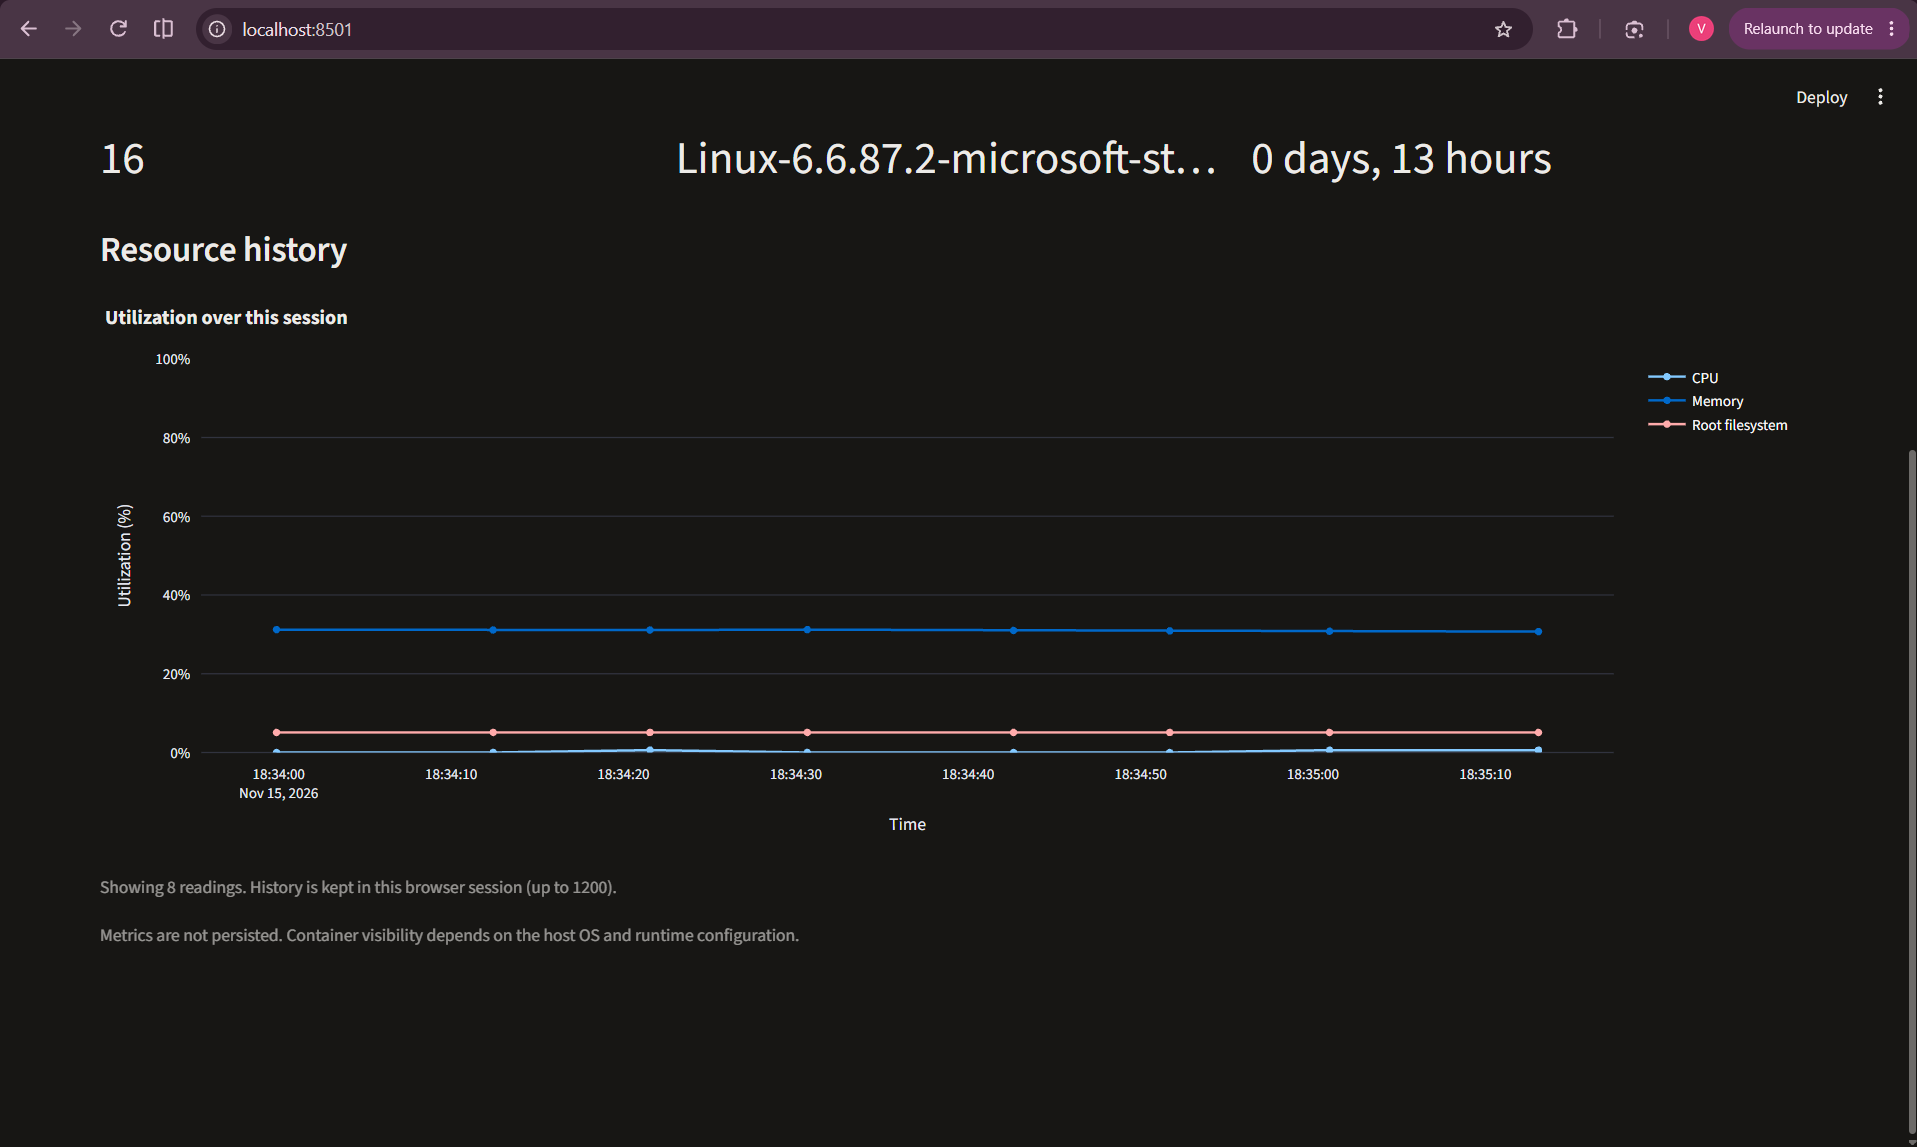 localhost:8501
V
Relaunch to update
Deploy
16
Linux-6.6.87.2-microsoft-st…
0 days, 13 hours
Resource history
Utilization over this session
100%
80%
60%
40%
20%
0%
Utilization (%)
CPU
Memory
Root filesystem
18:34:00
Nov 15, 2026
18:34:10
18:34:20
18:34:30
18:34:40
18:34:50
18:35:00
18:35:10
Time
Showing 8 readings. History is kept in this browser session (up to 1200).
Metrics are not persisted. Container visibility depends on the host OS and runtime configuration.